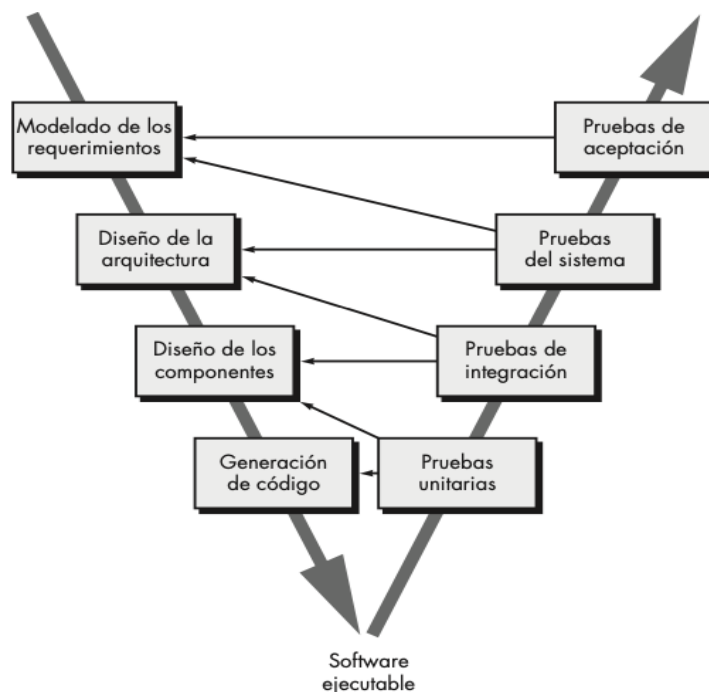 Modelado de los
requerimientos
Pruebas de
aceptación
Diseño de la
arquitectura
Pruebas
del sistema
Diseño de los
componentes
Pruebas de
integración
Generación
de código
Pruebas
unitarias
Software
ejecutable